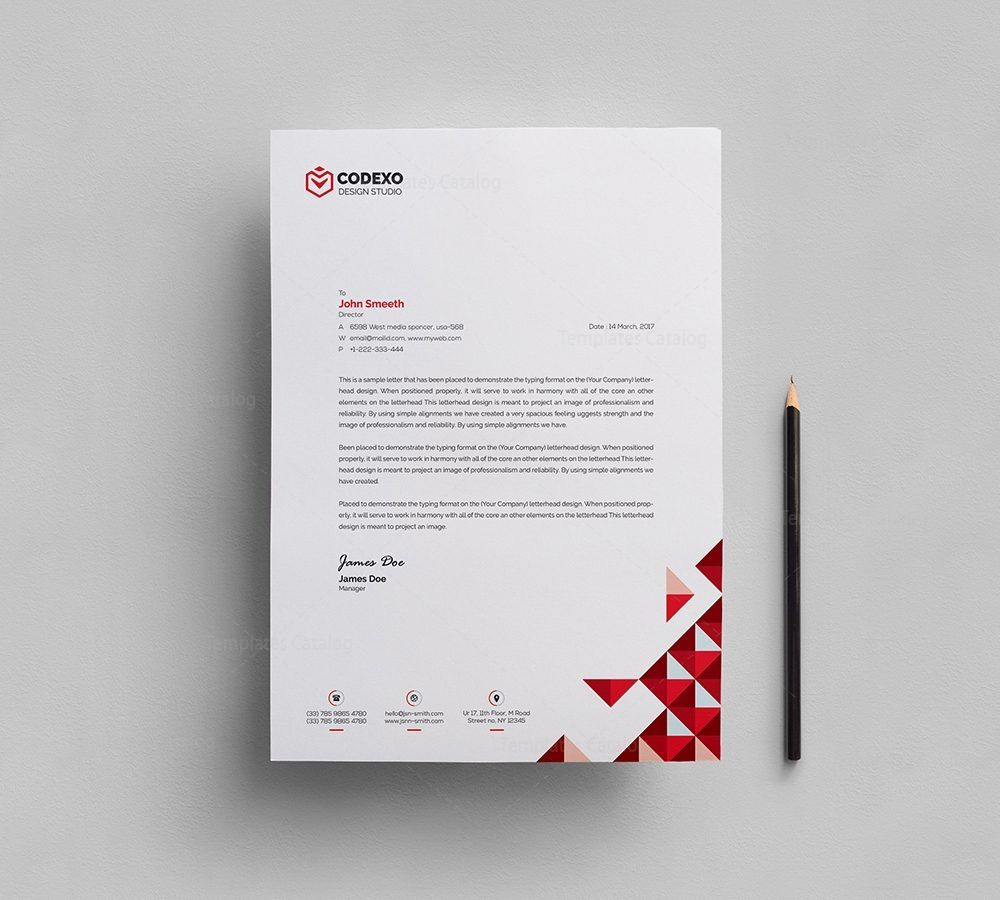 CODEXO
DESIGN STUDIO
Templates Catalog
To
John Smeeth
Director
A 6598 West media spancer, usa-568
W email@maiild.com, www.myweb.com
P +1-222-333-444
Date : 14 March, 2017
Templates Catalog
This is a sample letter that has been placed to demonstrate the typing format on the (Your Company) letter-
head design. When positioned properly, it will serve to work in harmony with all of the core an other
elements on the letterhead This letterhead design is meant to project an image of professionalism and
reliability. By using simple alignments we have created a very spacious feeling uggests strength and the
image of professionalism and reliability. By using simple alignments we have.
Been placed to demonstrate the typing format on the (Your Company) letterhead design. When positioned
properly, it will serve to work in harmony with all of the core an other elements on the letterhead This letter-
head design is meant to project an image of professionalism and reliability. By using simple alignments we
have created.
Placed to demonstrate the typing format on the (Your Company) letterhead design. When positioned prop-
erly, it will serve to work in harmony with all of the core an other elements on the letterhead This letterhead
design is meant to project an image.
James Doe
James Doe
Manager
Templates Catalog
(33) 785 9865 4780
(33) 785 9865 4780
hello@jsn-smith.com
www.jsnn-smith.com
Ur 17, 11th Floor, M Road
Street no, NY 12345
Templates Catalog